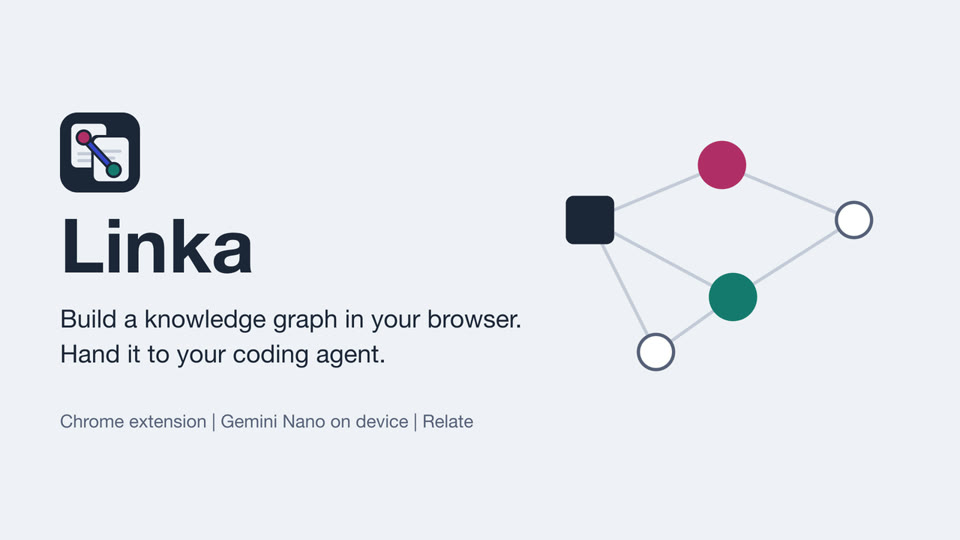 Linka
Build a knowledge graph in your browser.
Hand it to your coding agent.
Chrome extension | Gemini Nano on device | Relate